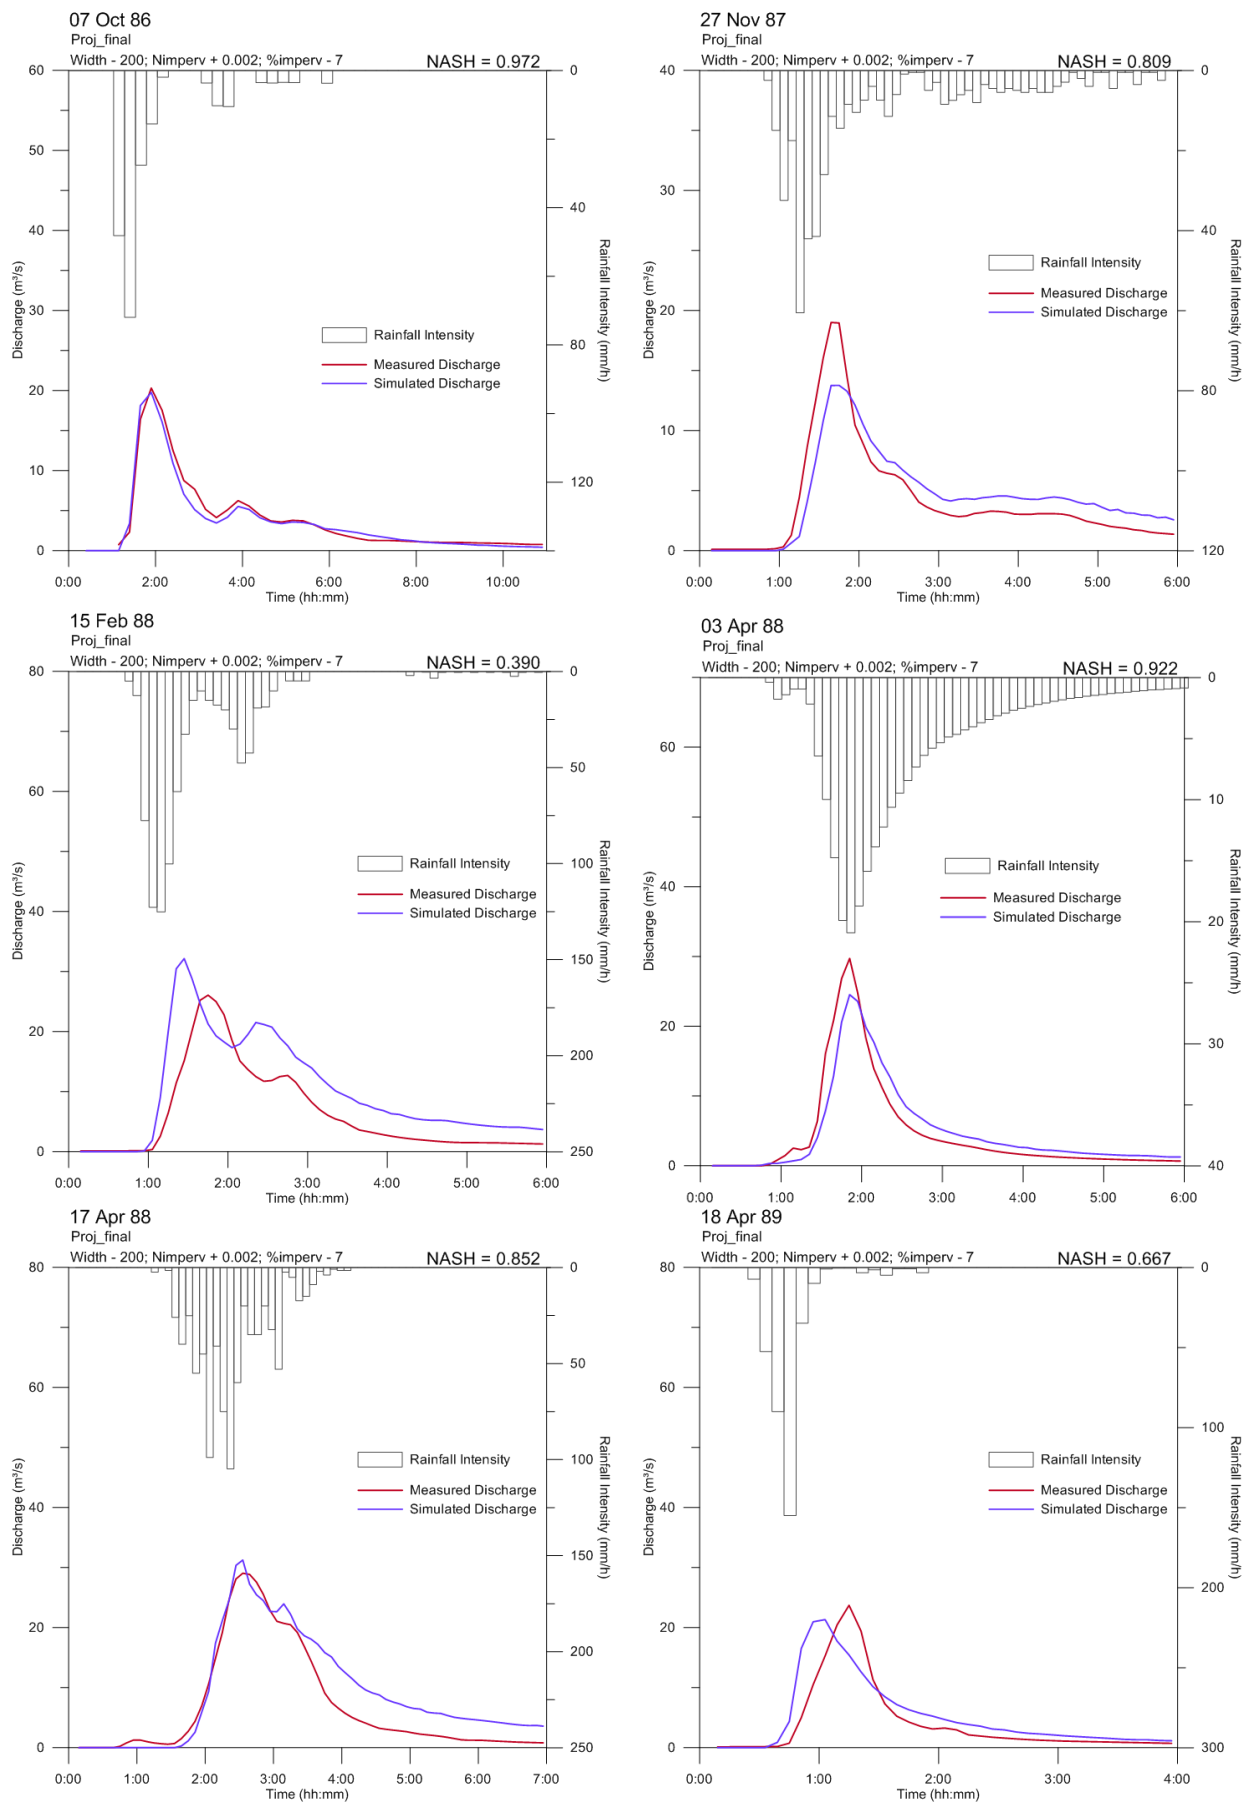 07 Oct 86
Proj_final
Width - 200; Nimperv + 0.002; %imperv - 7
NASH = 0.972
60
50
40
30
20
10
0
0
40
80
120
Discharge (m³/s)
Rainfall Intensity (mm/h)
Rainfall Intensity
Measured Discharge
Simulated Discharge
0:00 2:00 4:00 6:00 8:00 10:00
Time (hh:mm)
27 Nov 87
Proj_final
Width - 200; Nimperv + 0.002; %imperv - 7
NASH = 0.809
40
30
20
10
0
0
40
80
120
Discharge (m³/s)
Rainfall Intensity (mm/h)
Rainfall Intensity
Measured Discharge
Simulated Discharge
0:00 1:00 2:00 3:00 4:00 5:00 6:00
Time (hh:mm)
15 Feb 88
Proj_final
Width - 200; Nimperv + 0.002; %imperv - 7
NASH = 0.390
80
60
40
20
0
0
50
100
150
200
250
Discharge (m³/s)
Rainfall Intensity (mm/h)
Rainfall Intensity
Measured Discharge
Simulated Discharge
0:00 1:00 2:00 3:00 4:00 5:00 6:00
Time (hh:mm)
03 Apr 88
Proj_final
Width - 200; Nimperv + 0.002; %imperv - 7
NASH = 0.922
60
40
20
0
0
10
20
30
40
Discharge (m³/s)
Rainfall Intensity (mm/h)
Rainfall Intensity
Measured Discharge
Simulated Discharge
0:00 1:00 2:00 3:00 4:00 5:00 6:00
Time (hh:mm)
17 Apr 88
Proj_final
Width - 200; Nimperv + 0.002; %imperv - 7
NASH = 0.852
80
60
40
20
0
0
50
100
150
200
250
Discharge (m³/s)
Rainfall Intensity (mm/h)
Rainfall Intensity
Measured Discharge
Simulated Discharge
0:00 1:00 2:00 3:00 4:00 5:00 6:00 7:00
Time (hh:mm)
18 Apr 89
Proj_final
Width - 200; Nimperv + 0.002; %imperv - 7
NASH = 0.667
80
60
40
20
0
0
100
200
300
Discharge (m³/s)
Rainfall Intensity (mm/h)
Rainfall Intensity
Measured Discharge
Simulated Discharge
0:00 1:00 2:00 3:00 4:00
Time (hh:mm)